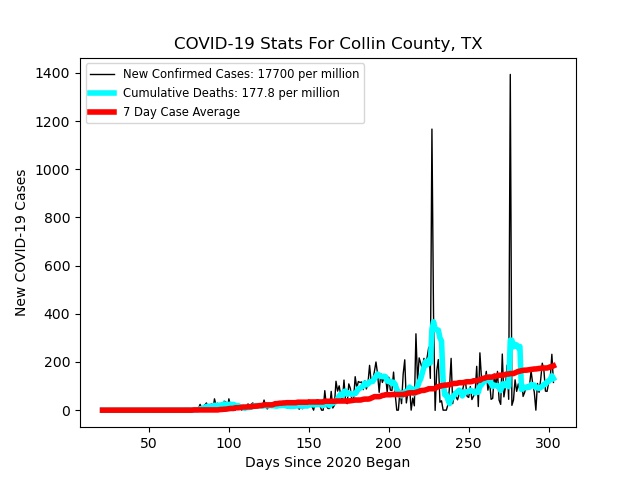 COVID-19 Stats For Collin County, TX
New Confirmed Cases: 17700 per million
Cumulative Deaths: 177.8 per million
7 Day Case Average
New COVID-19 Cases
1400
1200
1000
800
600
400
200
0
50 100 150 200 250 300
Days Since 2020 Began